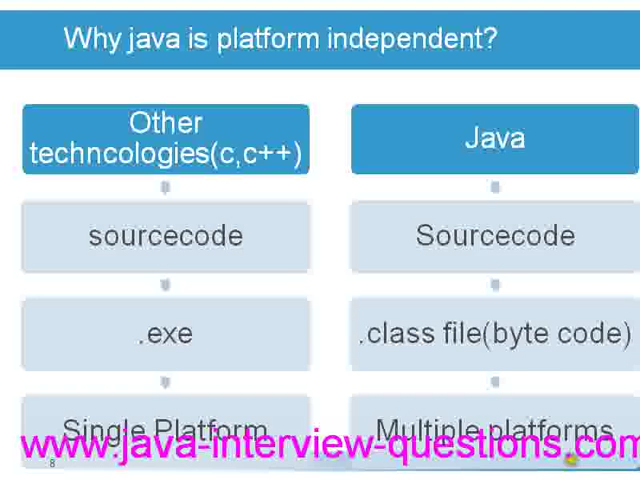 Why java is platform independent?
Other
techncologies(c,c++)
Java
sourcecode
Sourcecode
.exe
.class file(byte code)
Single Platform
Multiple platforms
www.java-interview-questions.com
8